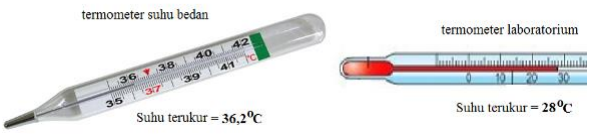 termometer suhu bedan
termometer laboratorium
36 38 40 42
°C
35 37 39 41
0 10 20 30
Suhu terukur = 36,2⁰C
Suhu terukur = 28⁰C